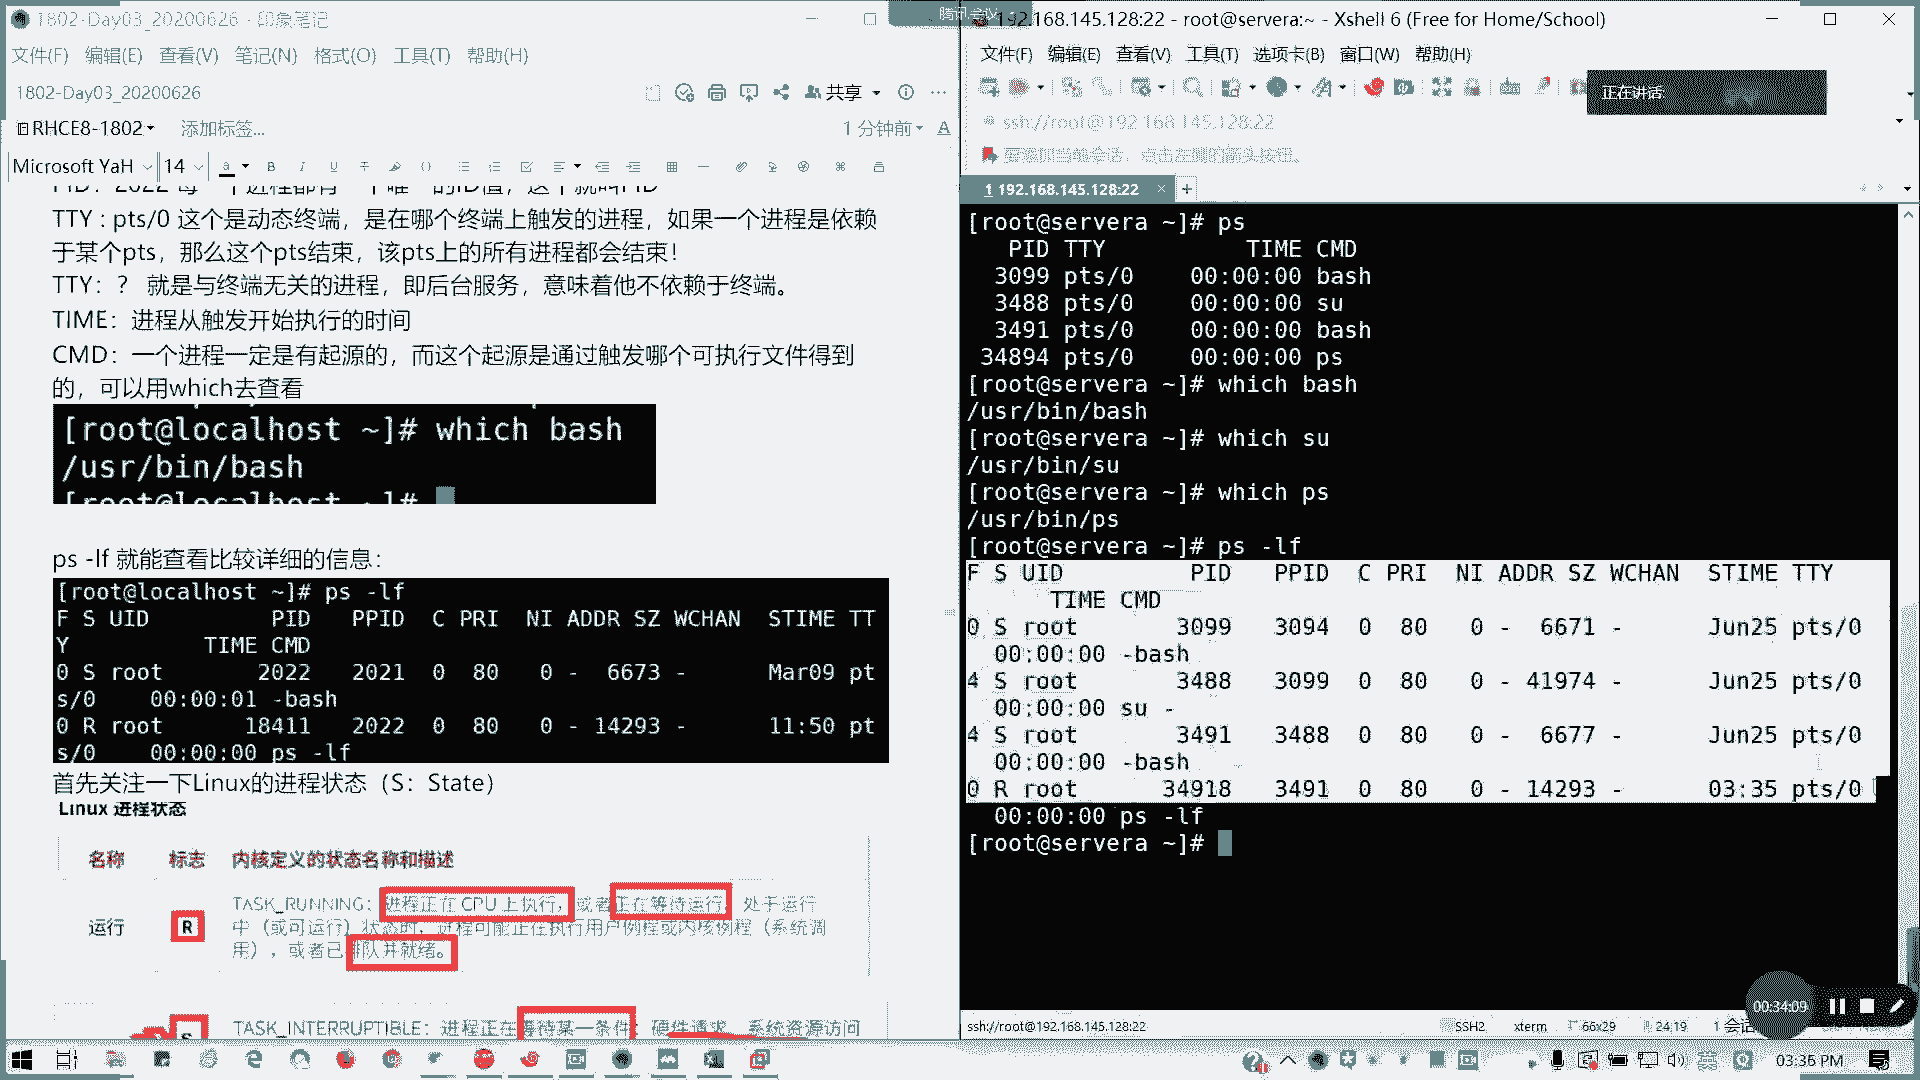 1802-Day03_20200626 - 印象笔记
文件(F) 编辑(E) 查看(V) 笔记(N) 格式(O) 工具(T) 帮助(H)
1802-Day03_20200626
共享
RHCE8-1802 添加标签...
1 分钟前
Microsoft YaH 14
TTY : pts/0 这个是动态终端，是在哪个终端上触发的进程，如果一个进程是依赖
于某个pts，那么这个pts结束，该pts上的所有进程都会结束！
TTY：？ 就是与终端无关的进程，即后台服务，意味着他不依赖于终端。
TIME：进程从触发开始执行的时间
CMD：一个进程一定是有起源的，而这个起源是通过触发哪个可执行文件得到
的，可以用which去查看
[root@localhost ~]# which bash
/usr/bin/bash
[root@localhost ~]#
ps -lf 就能查看比较详细的信息：
[root@localhost ~]# ps -lf
F S UID PID PPID C PRI NI ADDR SZ WCHAN STIME TT
Y TIME CMD
0 S root 2022 2021 0 80 0 - 6673 - Mar09 pt
s/0 00:00:01 -bash
0 R root 18411 2022 0 80 0 - 14293 - 11:50 pt
s/0 00:00:00 ps -lf
首先关注一下Linux的进程状态（S：State）
Linux 进程状态
名称 标志 内核定义的状态名称和描述
运行 R TASK_RUNNING：进程正在 CPU 上执行，或者正在等待运行。处于运行
中（或可运行）状态时，进程可能正在执行用户例程或内核例程（系统调
用），或者已排队并就绪。
S TASK_INTERRUPTIBLE：进程正在等待某一条件：硬件请求、系统资源访问
腾讯会议
192.168.145.128:22 - root@servera:~ - Xshell 6 (Free for Home/School)
文件(F) 编辑(E) 查看(V) 工具(T) 选项卡(B) 窗口(W) 帮助(H)
正在讲话:
ssh://root@192.168.145.128:22
要添加当前会话，点击左侧的箭头按钮。
1 192.168.145.128:22
[root@servera ~]# ps
PID TTY TIME CMD
3099 pts/0 00:00:00 bash
3488 pts/0 00:00:00 su
3491 pts/0 00:00:00 bash
34894 pts/0 00:00:00 ps
[root@servera ~]# which bash
/usr/bin/bash
[root@servera ~]# which su
/usr/bin/su
[root@servera ~]# which ps
/usr/bin/ps
[root@servera ~]# ps -lf
F S UID PID PPID C PRI NI ADDR SZ WCHAN STIME TTY
TIME CMD
0 S root 3099 3094 0 80 0 - 6671 - Jun25 pts/0
00:00:00 -bash
4 S root 3488 3099 0 80 0 - 41974 - Jun25 pts/0
00:00:00 su -
4 S root 3491 3488 0 80 0 - 6677 - Jun25 pts/0
00:00:00 -bash
0 R root 34918 3491 0 80 0 - 14293 - 03:35 pts/0
00:00:00 ps -lf
[root@servera ~]#
00:34:09
ssh://root@192.168.145.128:22 SSH2 xterm 66x29 24,19 1 会话
03:35 PM